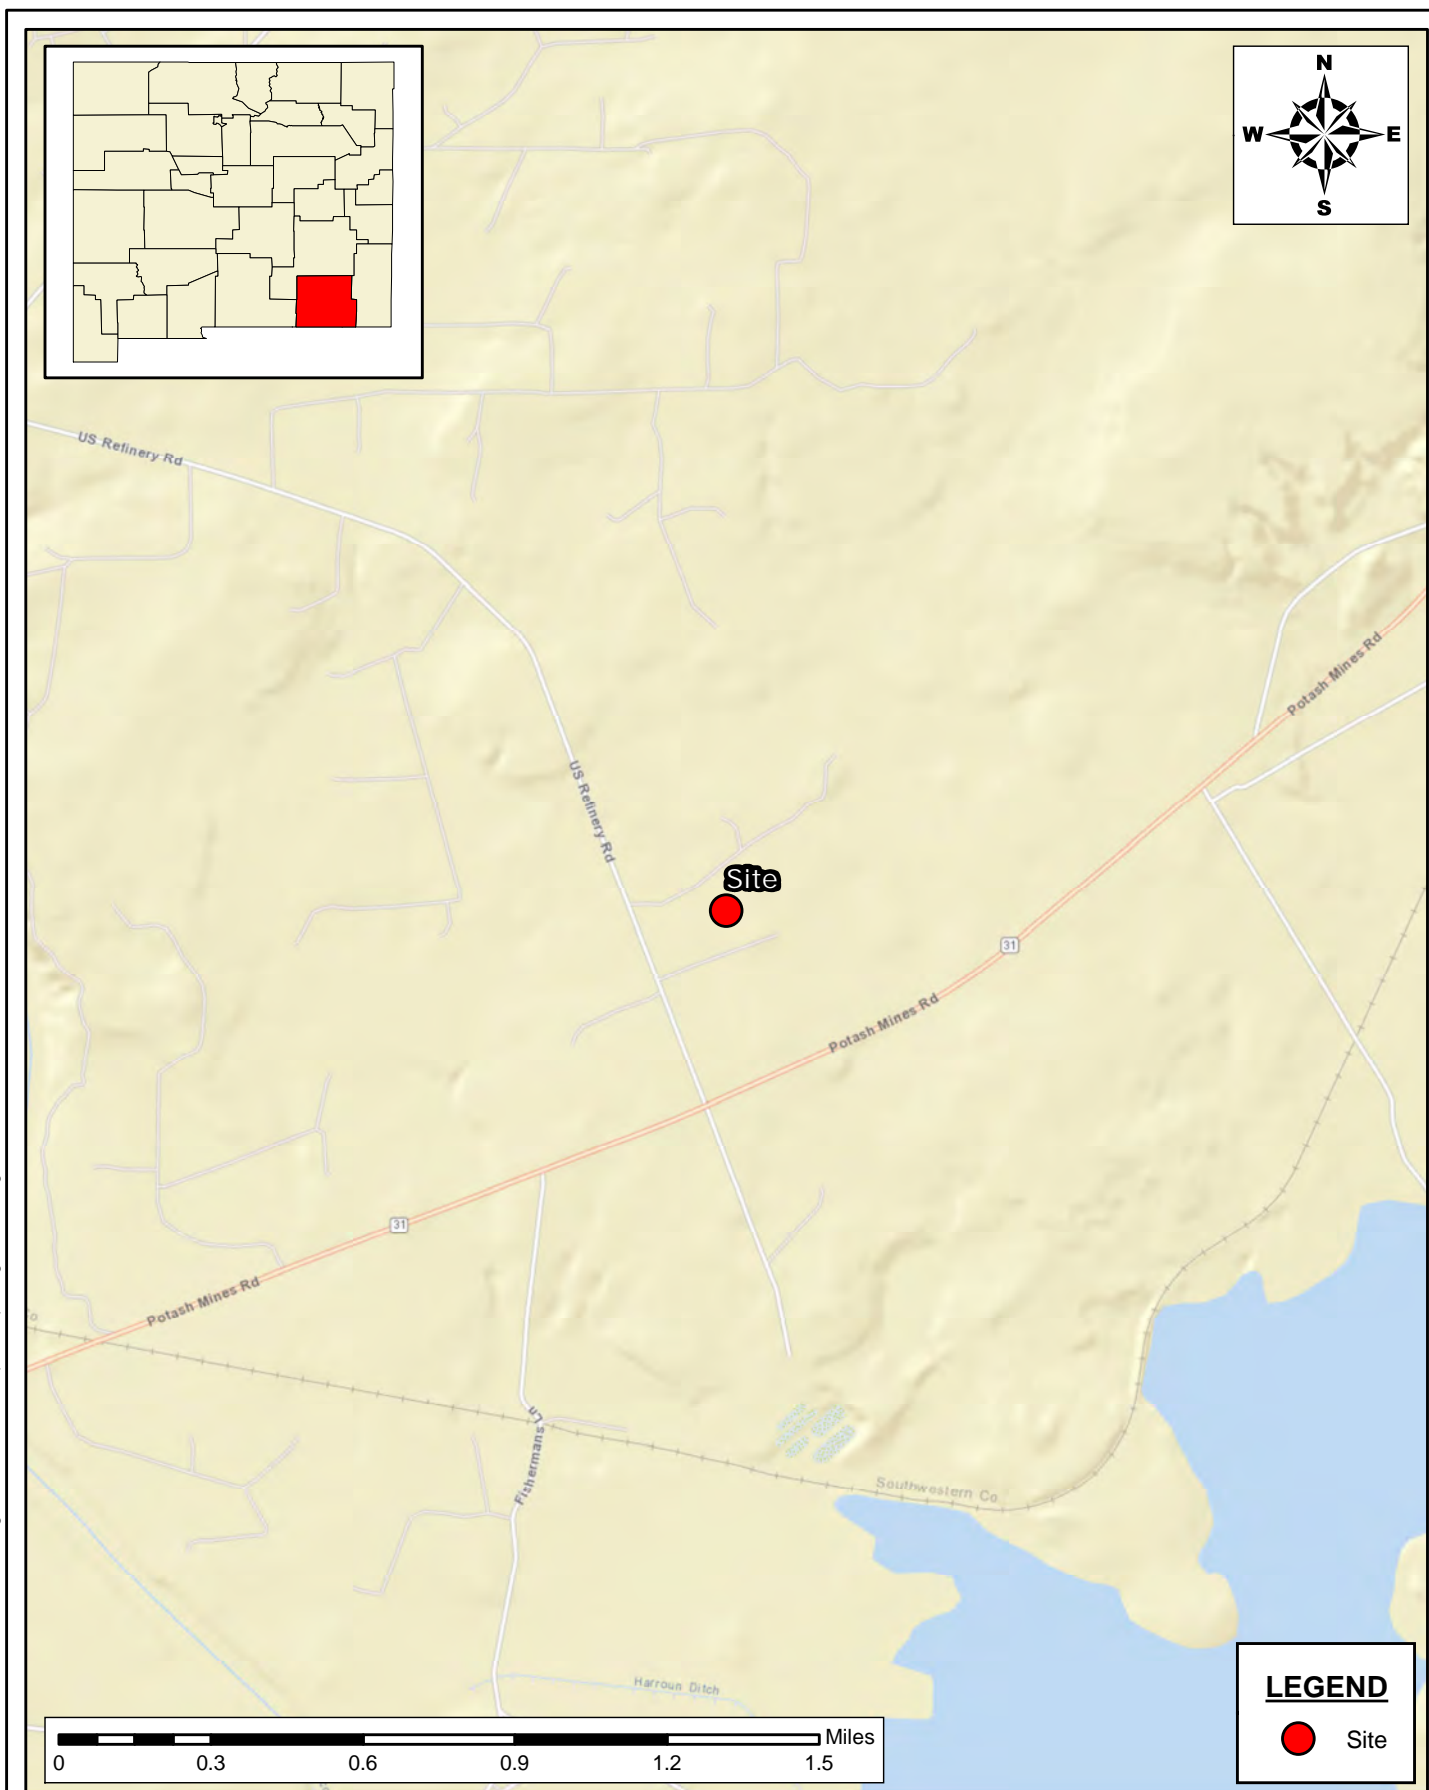 N
W E
S
US Refinery Rd
Potash Mines Rd
US Refinery Rd
Site
31
Potash Mines Rd
31
Potash Mines Rd
Fishermans Ln
Southwestern Co
Harroun Ditch
LEGEND
Site
Miles
0 0.3 0.6 0.9 1.2 1.5